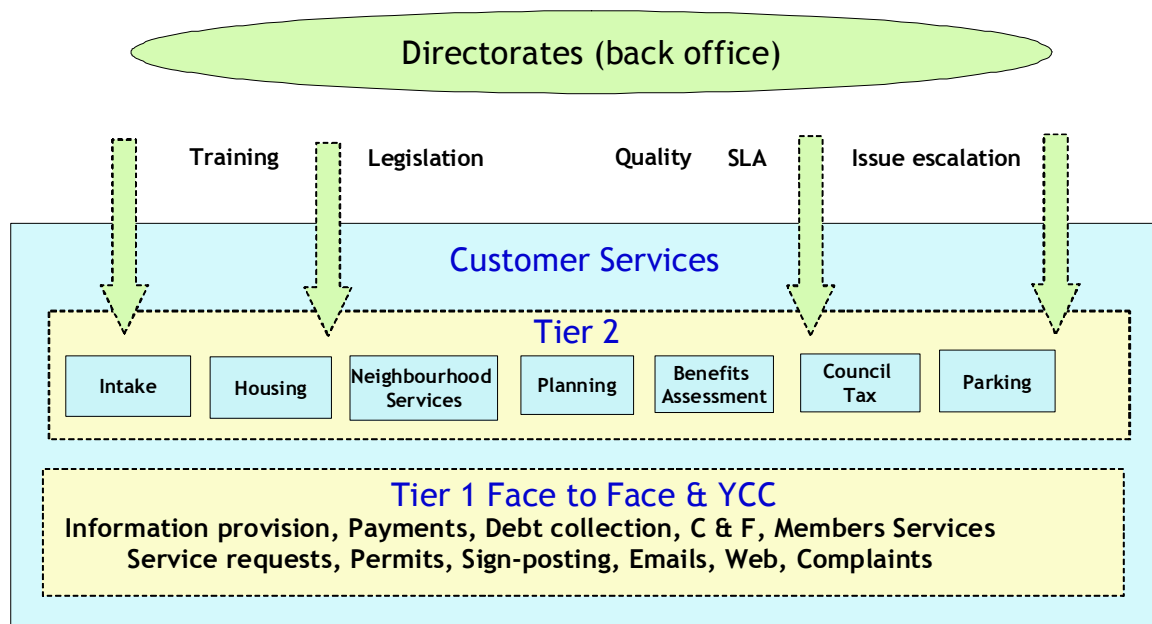 Directorates (back office)
Training Legislation Quality SLA Issue escalation
Customer Services
Tier 2
Intake
Housing
Neighbourhood
Services
Planning
Benefits
Assessment
Council
Tax
Parking
Tier 1 Face to Face & YCC
Information provision, Payments, Debt collection, C & F, Members Services
Service requests, Permits, Sign-posting, Emails, Web, Complaints